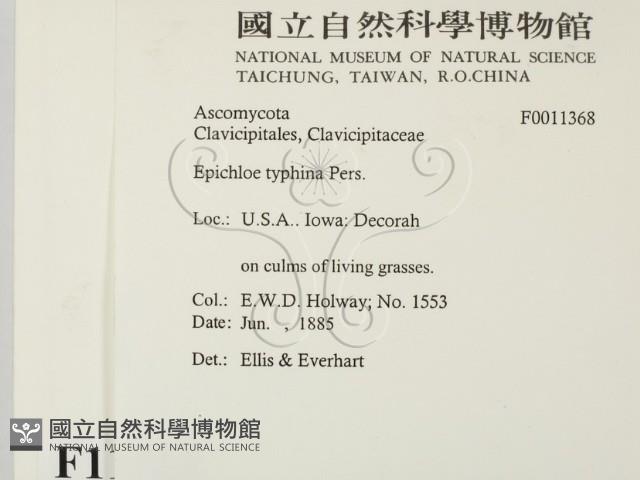 國立自然科學博物館
NATIONAL MUSEUM OF NATURAL SCIENCE
TAICHUNG, TAIWAN, R.O.CHINA
Ascomycota F0011368
Clavicipitales, Clavicipitaceae
Epichloe typhina Pers.
Loc.: U.S.A.. Iowa: Decorah
on culms of living grasses.
Col.: E.W.D. Holway; No. 1553
Date: Jun. , 1885
Det.: Ellis & Everhart
國立自然科學博物館
NATIONAL MUSEUM OF NATURAL SCIENCE
F1